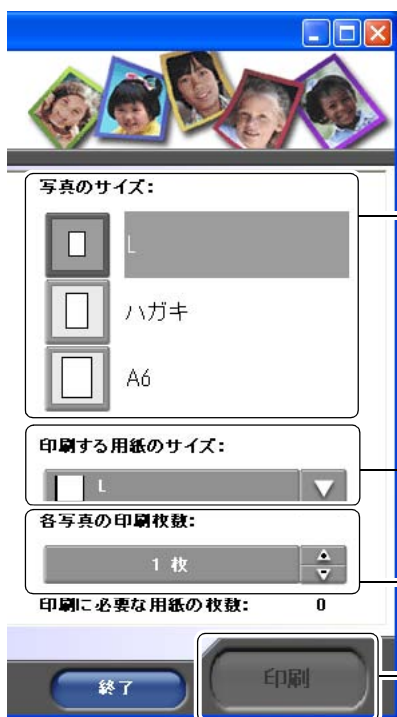 写真のサイズ:
L
ハガキ
A6
印刷する用紙のサイズ:
L
各写真の印刷枚数:
1 枚
印刷に必要な用紙の枚数: 0
終了
印刷